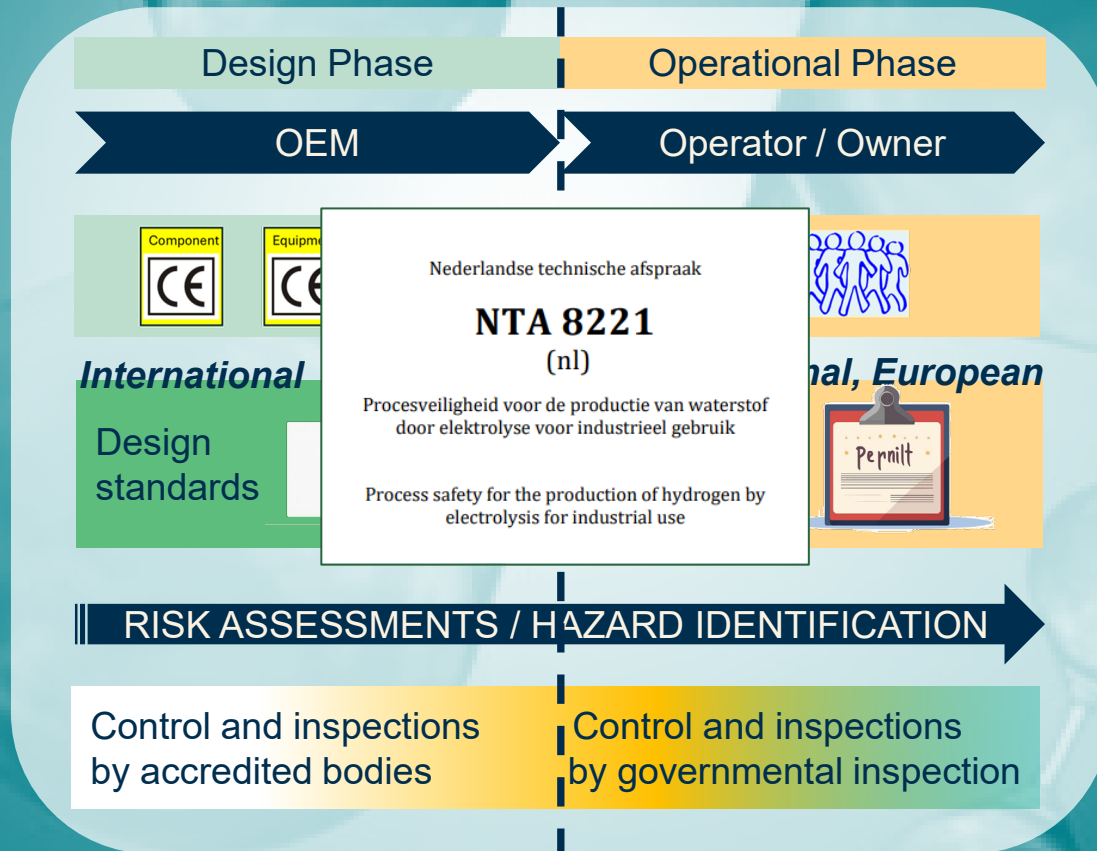 Design Phase
Operational Phase
OEM
Operator / Owner
Component
CE
Equipme
CE
Nederlandse technische afspraak
NTA 8221
(nl)
Procesveiligheid voor de productie van waterstof
door elektrolyse voor industrieel gebruik
Process safety for the production of hydrogen by
electrolysis for industrial use
International
nal, European
Design
standards
Pernilt
RISK ASSESSMENTS / HAZARD IDENTIFICATION
Control and inspections
by accredited bodies
Control and inspections
by governmental inspection